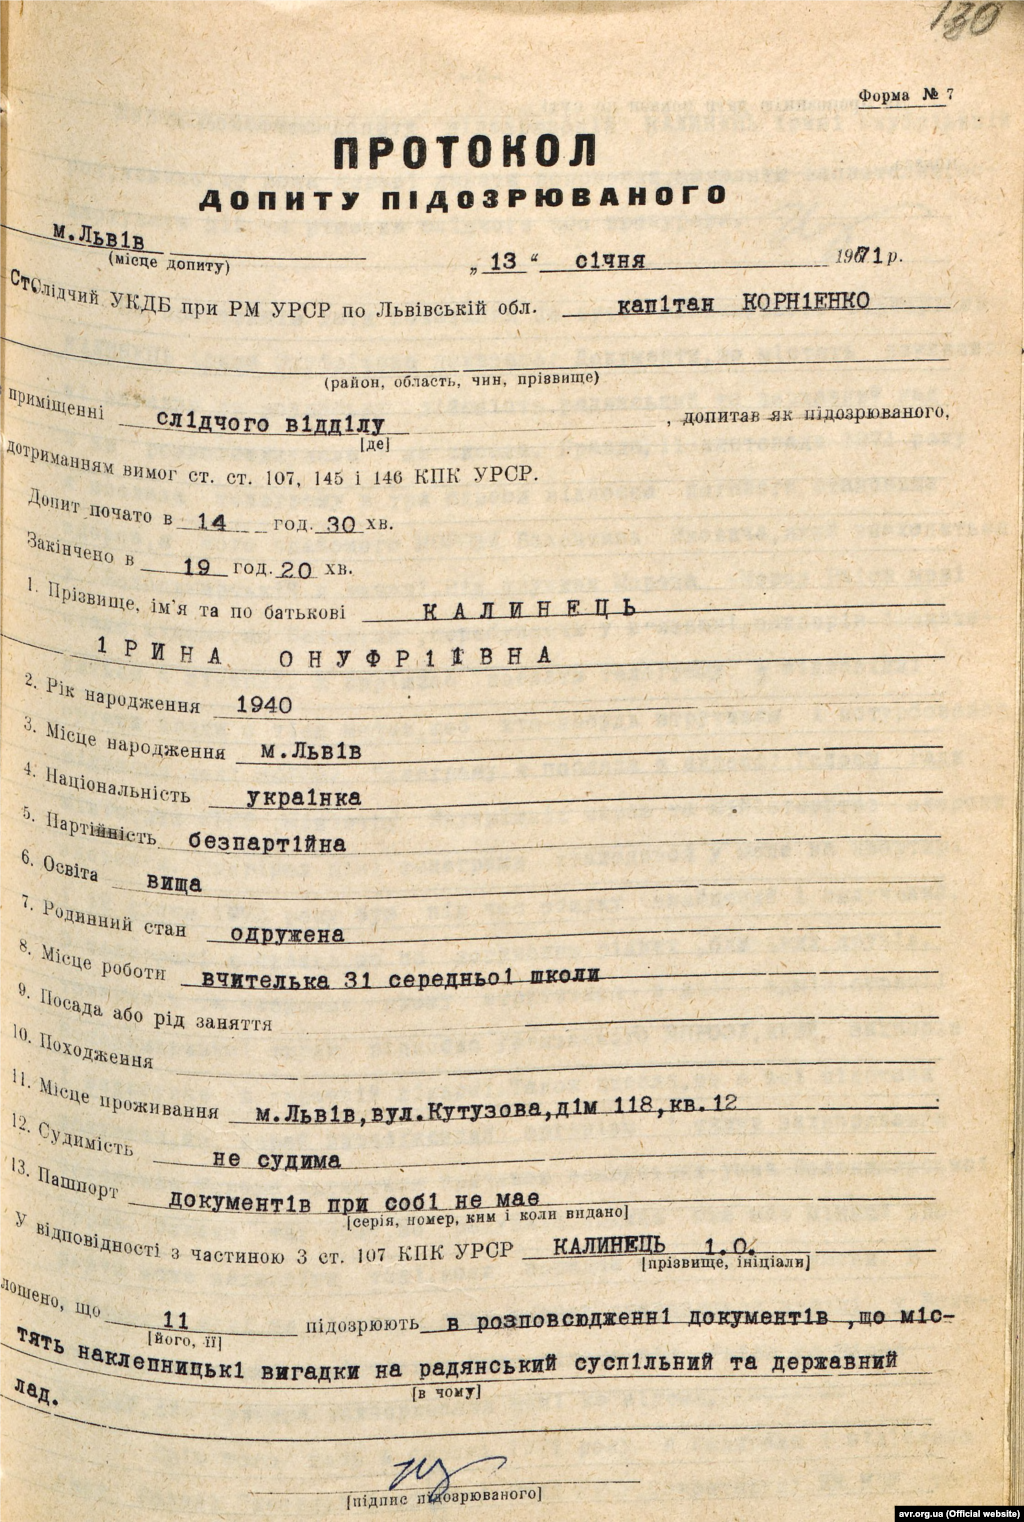 130
Форма № 7
ПРОТОКОЛ
ДОПИТУ ПІДОЗРЮВАНОГО
м.Львiв
(місце допиту)
„ 13 “ січня 1971 р.
Ст.Слідчий УКДБ при РМ УРСР по Львівській обл. капітан КОРНІЕНКО
(район, область, чин, прізвище)
приміщенні слідчого відділу , допитав як підозрюваного,
[де]
дотриманням вимог ст. ст. 107, 145 і 146 КПК УРСР.
Допит почато в 14 год. 30 хв.
Закінчено в 19 год. 20 хв.
1. Прізвище, ім'я та по батькові КАЛИНЕЦЬ
ІРИНА ОНУФРІІВНА
2. Рік народження 1940
3. Місце народження м.Львів
4. Національність украінка
5. Партійність безпартійна
6. Освіта вища
7. Родинний стан одружена
8. Місце роботи вчителька 31 середньоі школи
9. Посада або рід заняття
10. Походження
11. Місце проживання м.Львів,вул.Кутузова,дім 118,кв.12
12. Судимість не судима
13. Пашпорт документів при собі не мае
[серія, номер, ким і коли видано]
У відповідності з частиною 3 ст. 107 КПК УРСР КАЛИНЕЦЬ І.О.
[прізвище, ініціали]
лошено, що ІІ підозрюють в розповсюдженні документів ,що міс-
[його, її]
тять наклепницькі вигадки на радянський суспільний та державний
[в чому]
лад.
[підпис підозрюваного]
avr.org.ua (Official website)